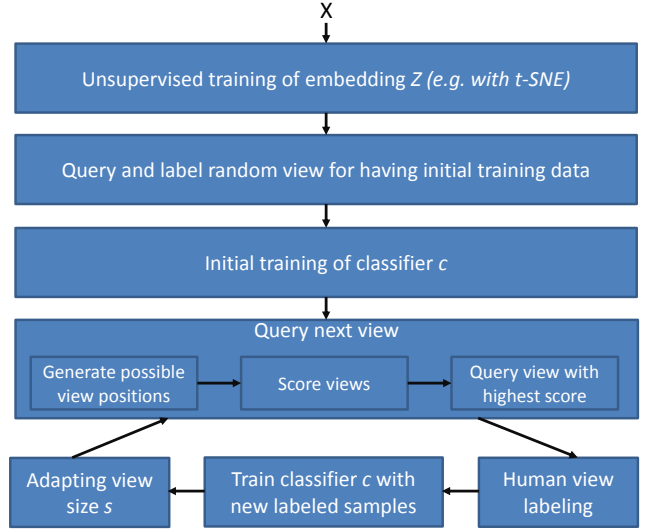 X
Unsupervised training of embedding Z (e.g. with t-SNE)
Query and label random view for having initial training data
Initial training of classifier c
Query next view
Generate possible
view positions
Score views
Query view with
highest score
Adapting view
size s
Train classifier c with
new labeled samples
Human view
labeling